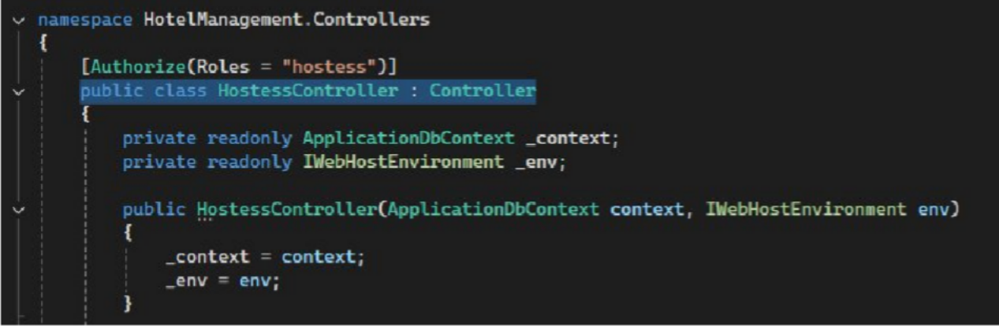 namespace HotelManagement.Controllers
{
[Authorize(Roles = "hostess")]
public class HostessController : Controller
{
private readonly ApplicationDbContext _context;
private readonly IWebHostEnvironment _env;
public HostessController(ApplicationDbContext context, IWebHostEnvironment env)
{
_context = context;
_env = env;
}